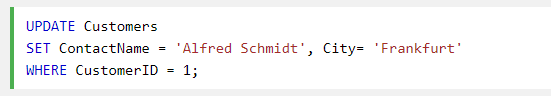 UPDATE Customers
SET ContactName = 'Alfred Schmidt', City= 'Frankfurt'
WHERE CustomerID = 1;